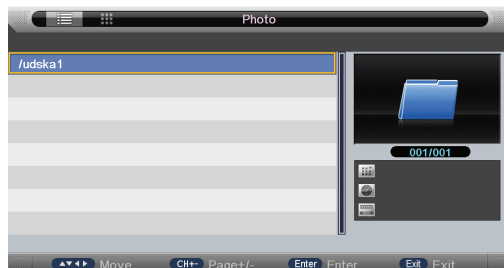 Photo
/udska1
001/001
▲▼◄► Move CH+- Page+/- Enter Enter Exit Exit